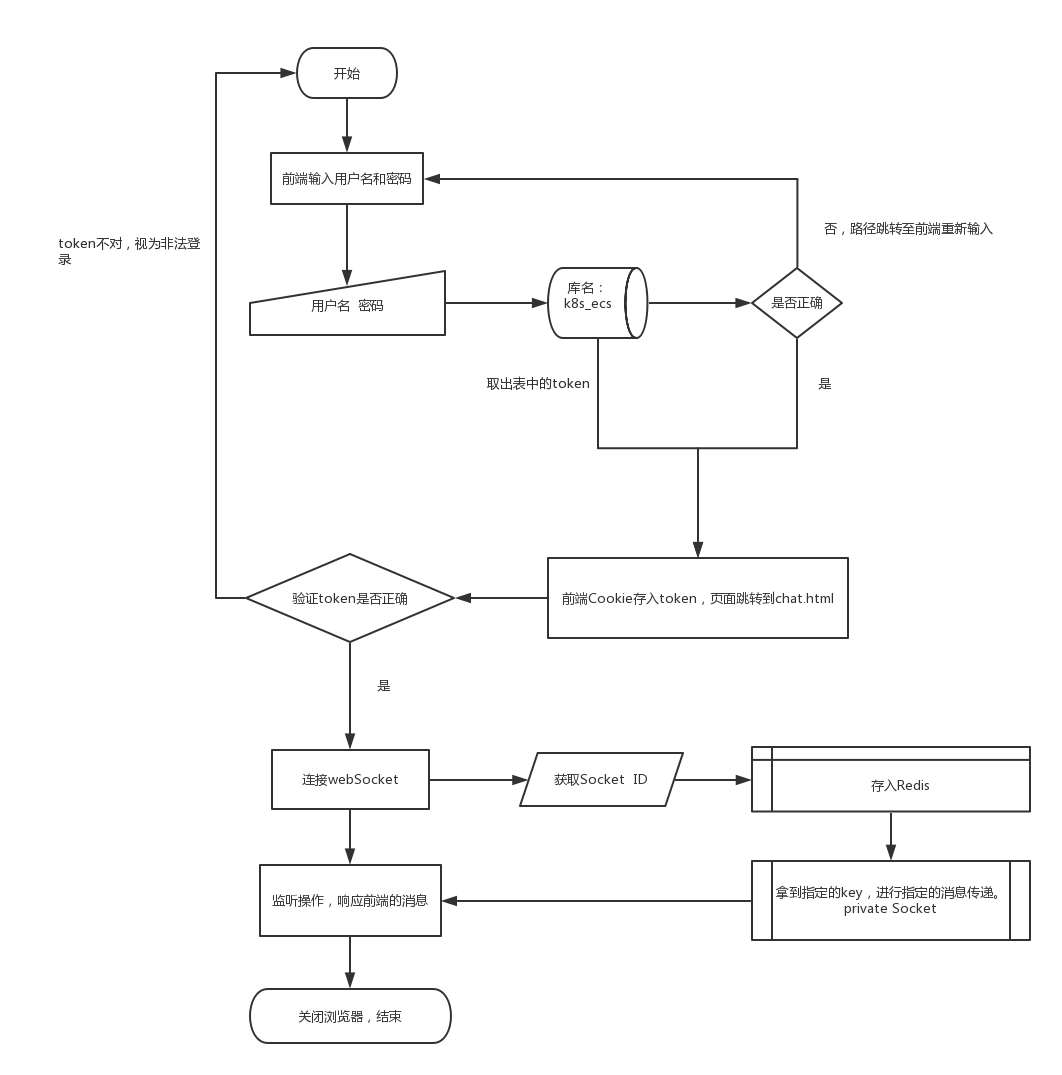 开始
前端输入用户名和密码
否，路径跳转至前端重新输入
token不对，视为非法登
录
用户名 密码
库名：
k8s_ecs
是否正确
取出表中的token
是
验证token是否正确
前端Cookie存入token，页面跳转到chat.html
是
连接webSocket
获取Socket ID
存入Redis
监听操作，响应前端的消息
拿到指定的key，进行指定的消息传递。
private Socket
关闭浏览器，结束